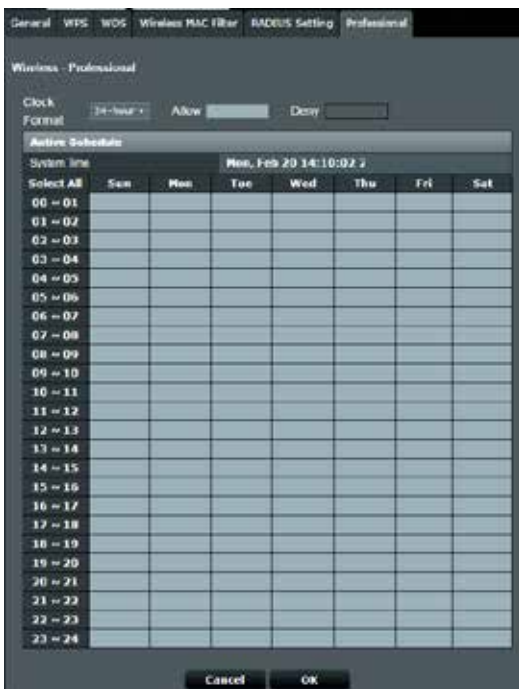 General WPS WDS Wireless MAC Filter RADIUS Setting Professional
Wireless - Professional
Clock Format 24-hour Allow Deny
Active Schedule
System Time Mon, Feb 20 14:10:02 2
Select All Sun Mon Tue Wed Thu Fri Sat
00 ~ 01
01 ~ 02
02 ~ 03
03 ~ 04
04 ~ 05
05 ~ 06
06 ~ 07
07 ~ 08
08 ~ 09
09 ~ 10
10 ~ 11
11 ~ 12
12 ~ 13
13 ~ 14
14 ~ 15
15 ~ 16
16 ~ 17
17 ~ 18
18 ~ 19
19 ~ 20
20 ~ 21
21 ~ 22
22 ~ 23
23 ~ 24
Cancel OK